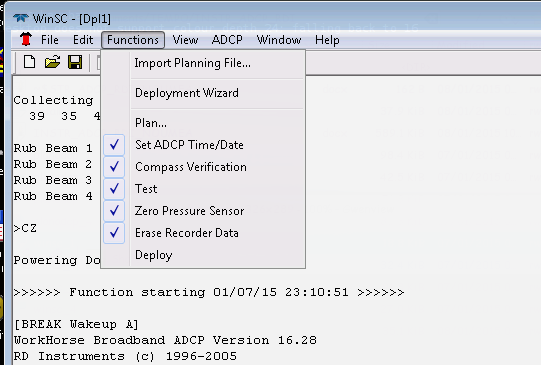 WinSC - [Dpl1]
File Edit Functions View ADCP Window Help
Import Planning File...
Deployment Wizard
Plan...
Set ADCP Time/Date
Compass Verification
Test
Zero Pressure Sensor
Erase Recorder Data
Deploy
Collecting
39 35 4
Rub Beam 1
Rub Beam 2
Rub Beam 3
Rub Beam 4
>CZ
Powering Do
>>>>>> Function starting 01/07/15 23:10:51 >>>>>>
[BREAK Wakeup A]
WorkHorse Broadband ADCP Version 16.28
RD Instruments (c) 1996-2005